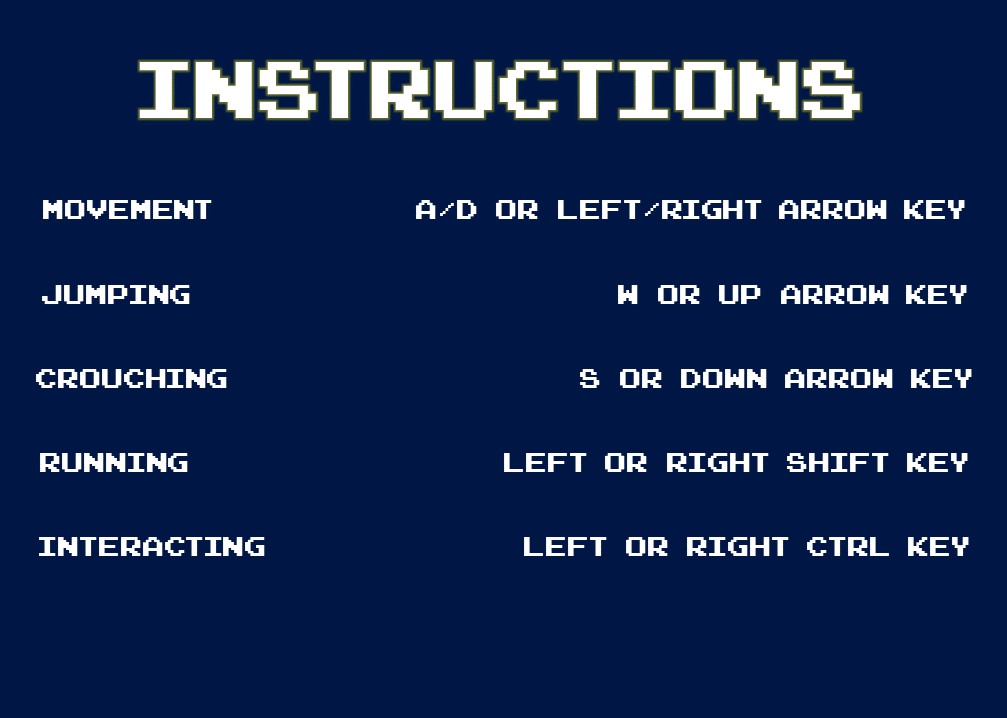 INSTRUCTIONS
MOVEMENT A/D OR LEFT/RIGHT ARROW KEY
JUMPING W OR UP ARROW KEY
CROUCHING S OR DOWN ARROW KEY
RUNNING LEFT OR RIGHT SHIFT KEY
INTERACTING LEFT OR RIGHT CTRL KEY